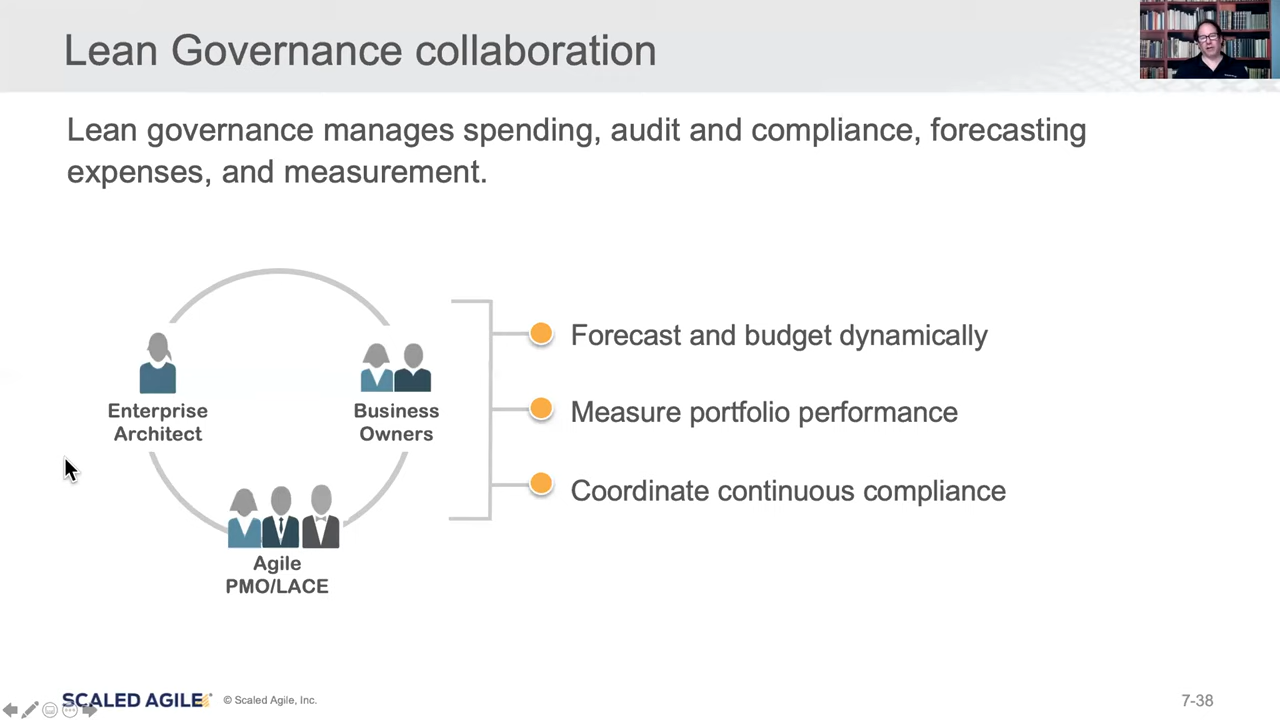 Lean Governance collaboration
Lean governance manages spending, audit and compliance, forecasting
expenses, and measurement.
Enterprise
Architect
Business
Owners
Agile
PMO/LACE
Forecast and budget dynamically
Measure portfolio performance
Coordinate continuous compliance
SCALED AGILE
© Scaled Agile, Inc.
7-38